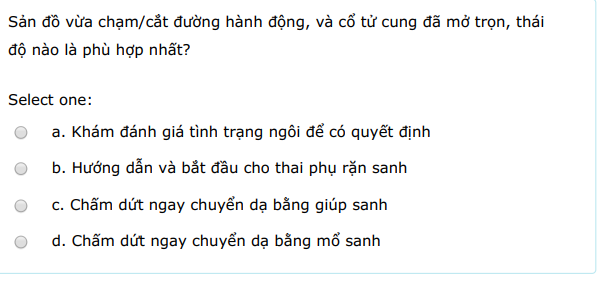 Sản đồ vừa chạm/cắt đường hành động, và cổ tử cung đã mở trọn, thái
độ nào là phù hợp nhất?
Select one:
a. Khám đánh giá tình trạng ngôi để có quyết định
b. Hướng dẫn và bắt đầu cho thai phụ rặn sanh
c. Chấm dứt ngay chuyển dạ bằng giúp sanh
d. Chấm dứt ngay chuyển dạ bằng mổ sanh